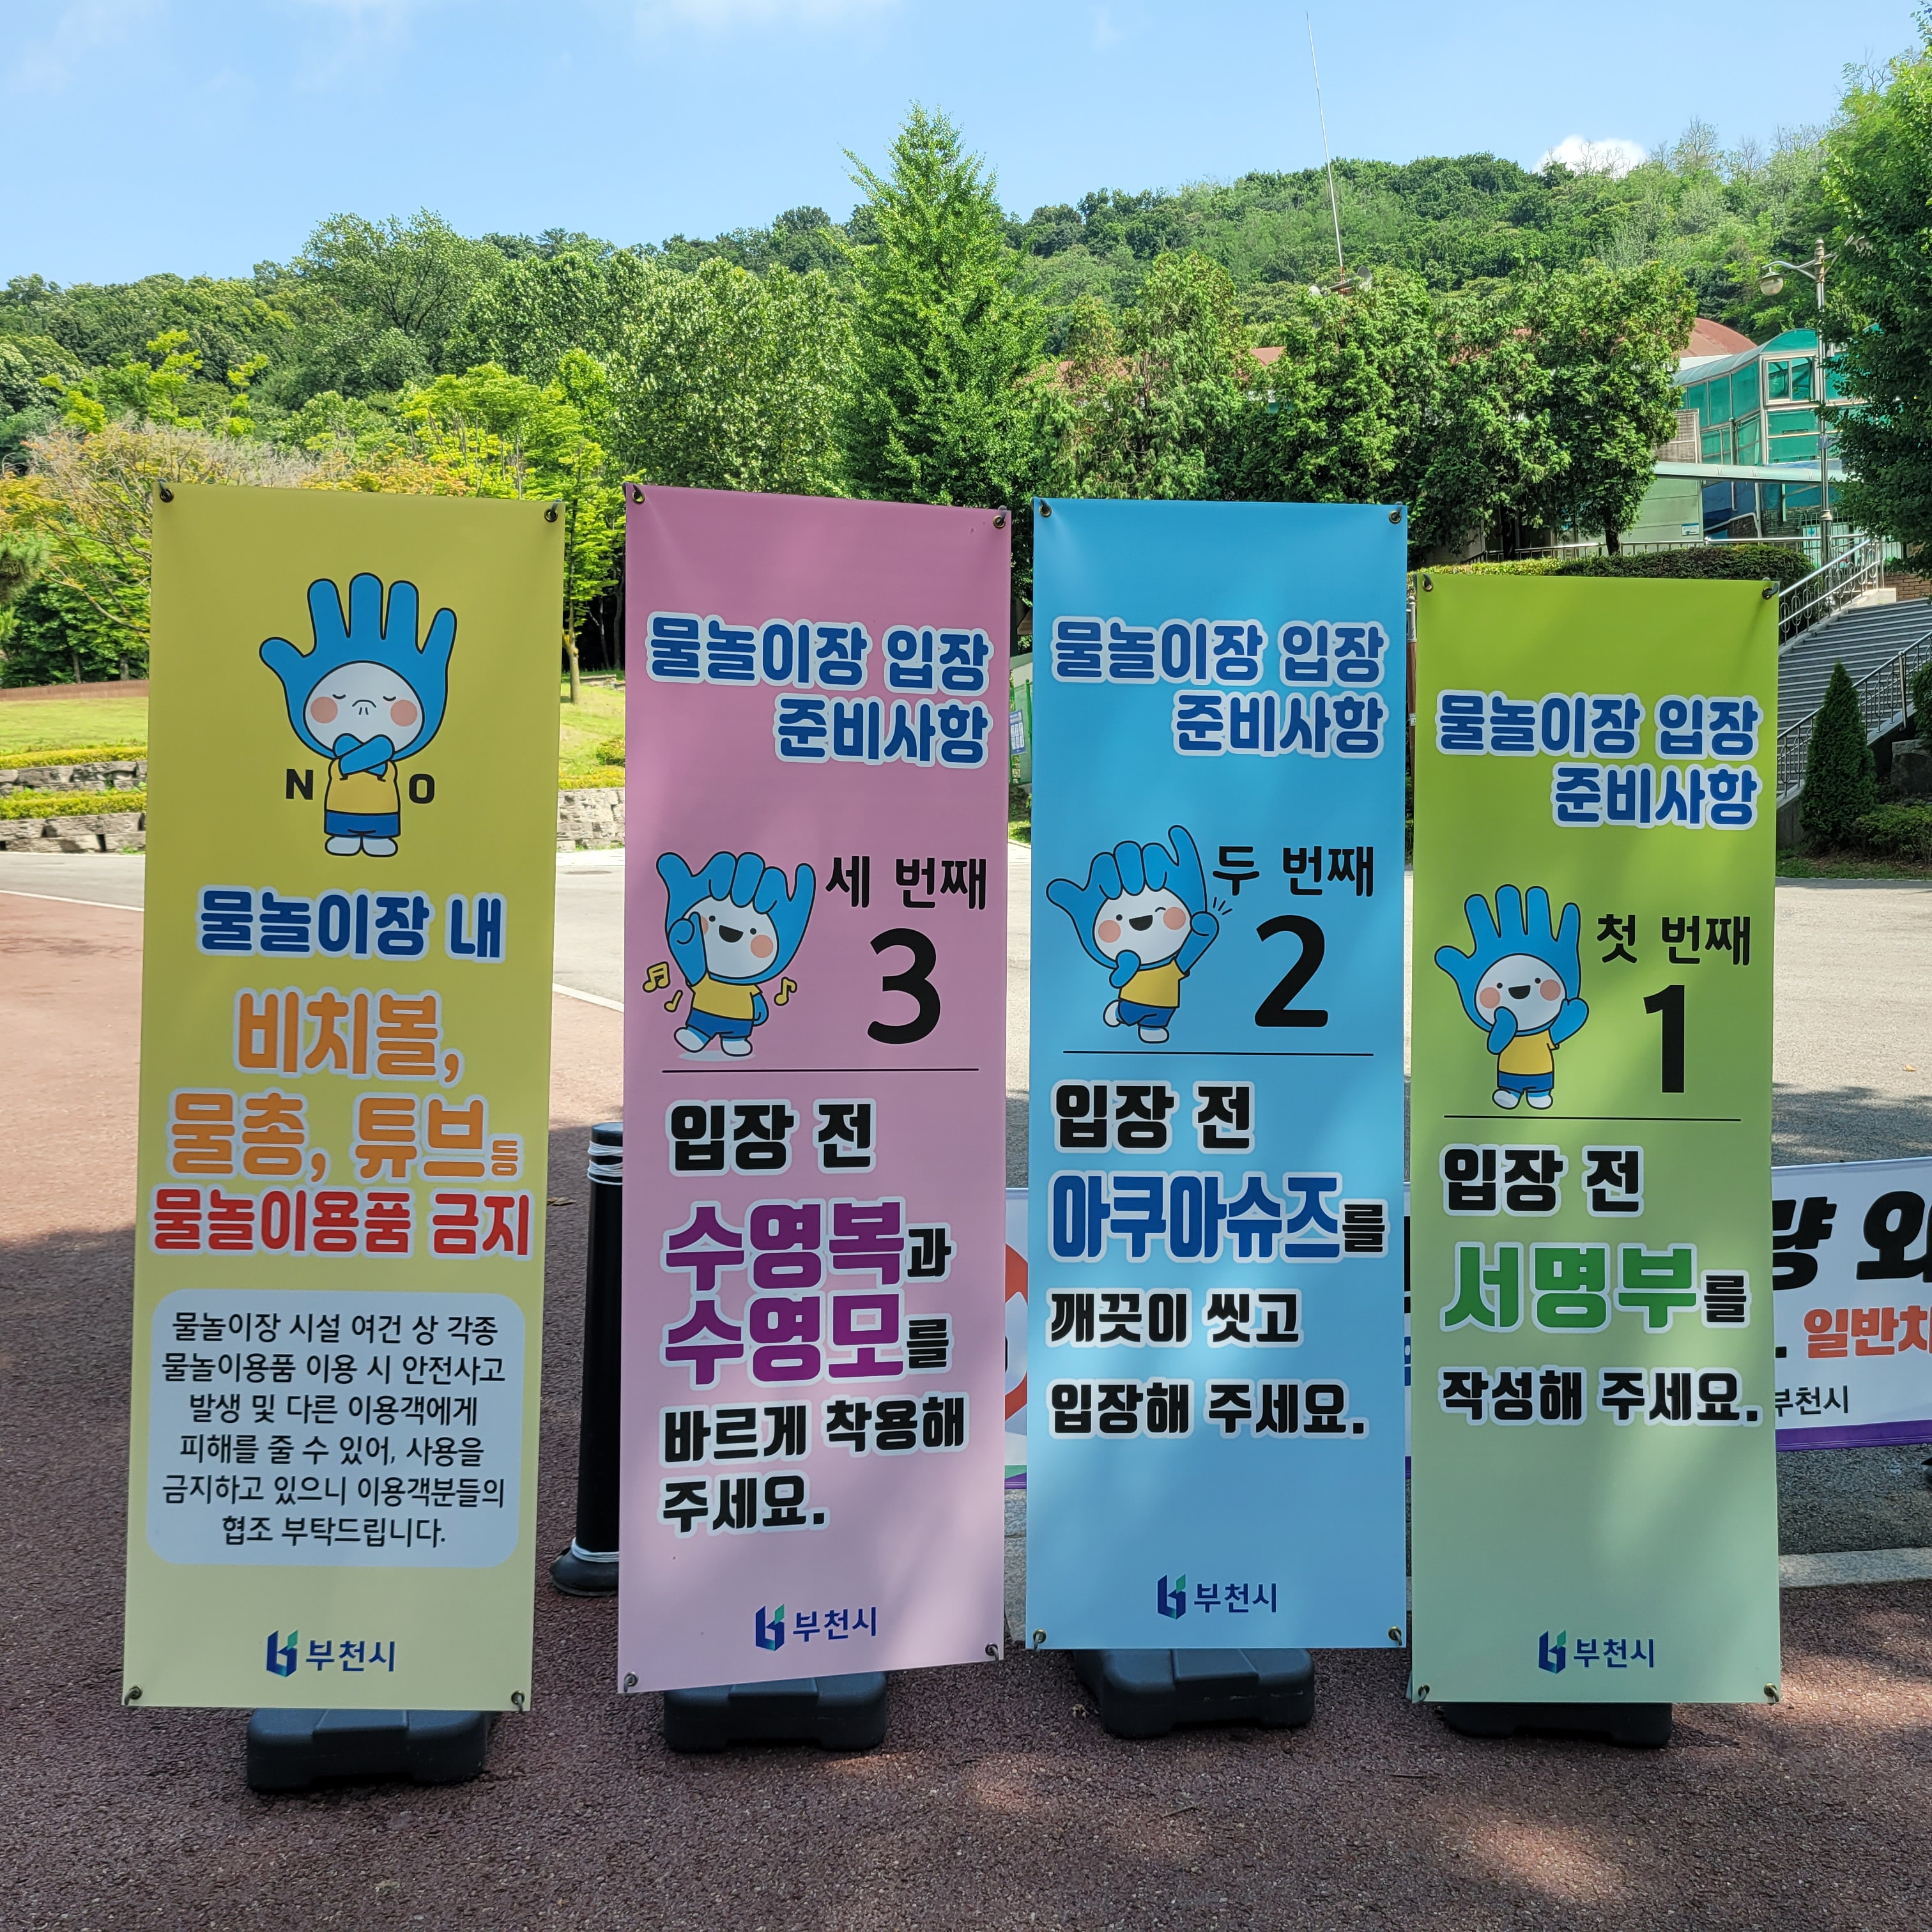 N O
물놀이장 내
비치볼,
물총, 튜브등
물놀이용품 금지
물놀이장 시설 여건 상 각종
물놀이용품 이용 시 안전사고
발생 및 다른 이용객에게
피해를 줄 수 있어, 사용을
금지하고 있으니 이용객분들의
협조 부탁드립니다.
부천시
물놀이장 입장
준비사항
세 번째
3
입장 전
수영복과
수영모를
바르게 착용해
주세요.
부천시
물놀이장 입장
준비사항
두 번째
2
입장 전
아쿠아슈즈를
깨끗이 씻고
입장해 주세요.
부천시
물놀이장 입장
준비사항
첫 번째
1
입장 전
서명부를
작성해 주세요.
부천시
일반차
부천시